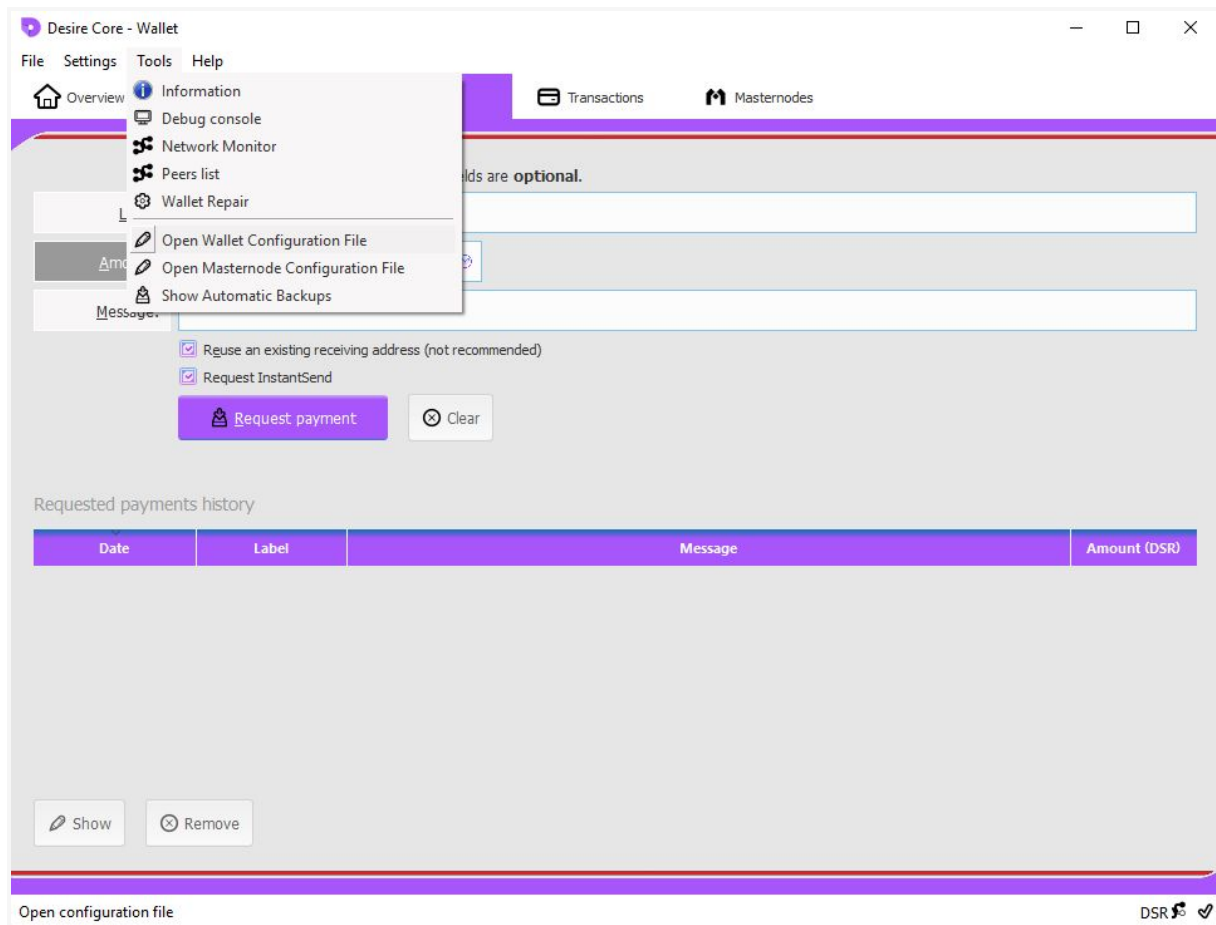 Desire Core - Wallet
File Settings Tools Help
Overview Transactions Masternodes
Information
Debug console
Network Monitor
Peers list
Wallet Repair
Open Wallet Configuration File
Open Masternode Configuration File
Show Automatic Backups
are optional.
Message:
Reuse an existing receiving address (not recommended)
Request InstantSend
Request payment Clear
Requested payments history
Date Label Message Amount (DSR)
Show Remove
Open configuration file DSR